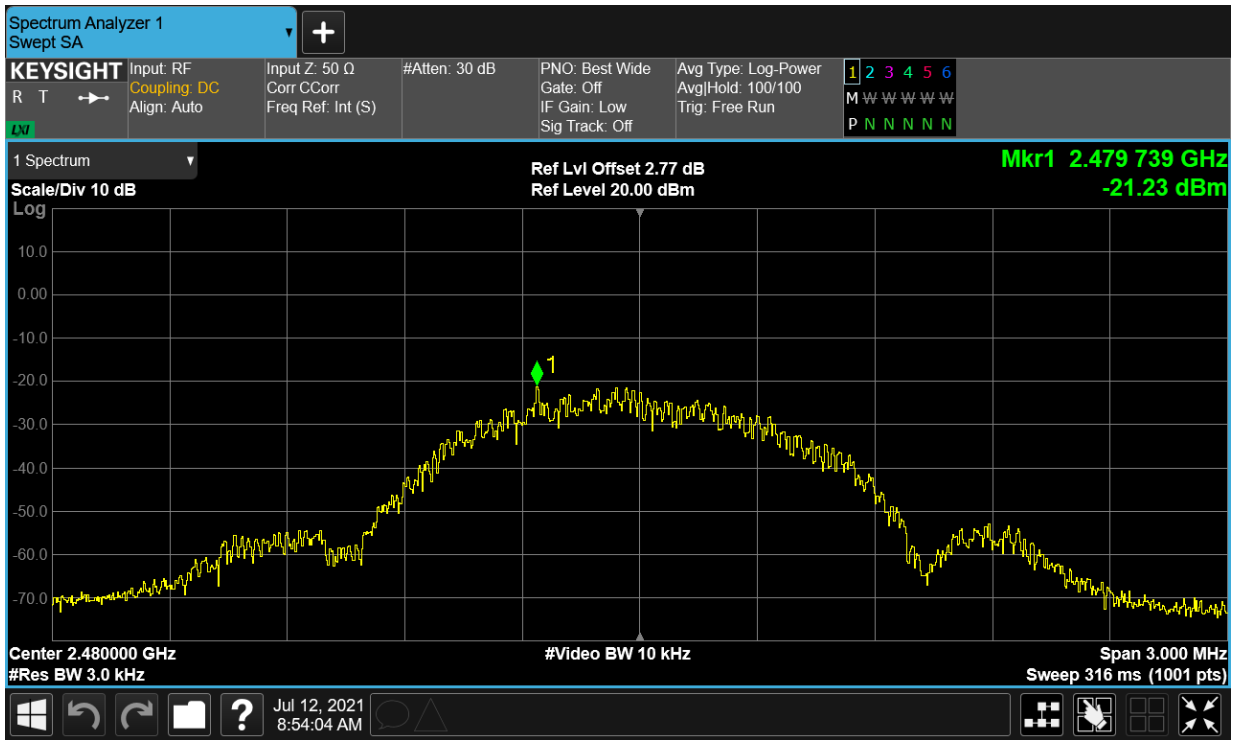 Spectrum Analyzer 1
Swept SA
+
KEYSIGHT
R T
LXI
Input: RF
Coupling: DC
Align: Auto
Input Z: 50 Ω
Corr CCorr
Freq Ref: Int (S)
#Atten: 30 dB
PNO: Best Wide
Gate: Off
IF Gain: Low
Sig Track: Off
Avg Type: Log-Power
Avg|Hold: 100/100
Trig: Free Run
1 2 3 4 5 6
M W W W W W
P N N N N N
1 Spectrum
Scale/Div 10 dB
Log
Ref Lvl Offset 2.77 dB
Ref Level 20.00 dBm
Mkr1 2.479 739 GHz
-21.23 dBm
10.0
0.00
-10.0
-20.0
-30.0
-40.0
-50.0
-60.0
-70.0
1
Center 2.480000 GHz
#Res BW 3.0 kHz
#Video BW 10 kHz
Span 3.000 MHz
Sweep 316 ms (1001 pts)
?
Jul 12, 2021
8:54:04 AM